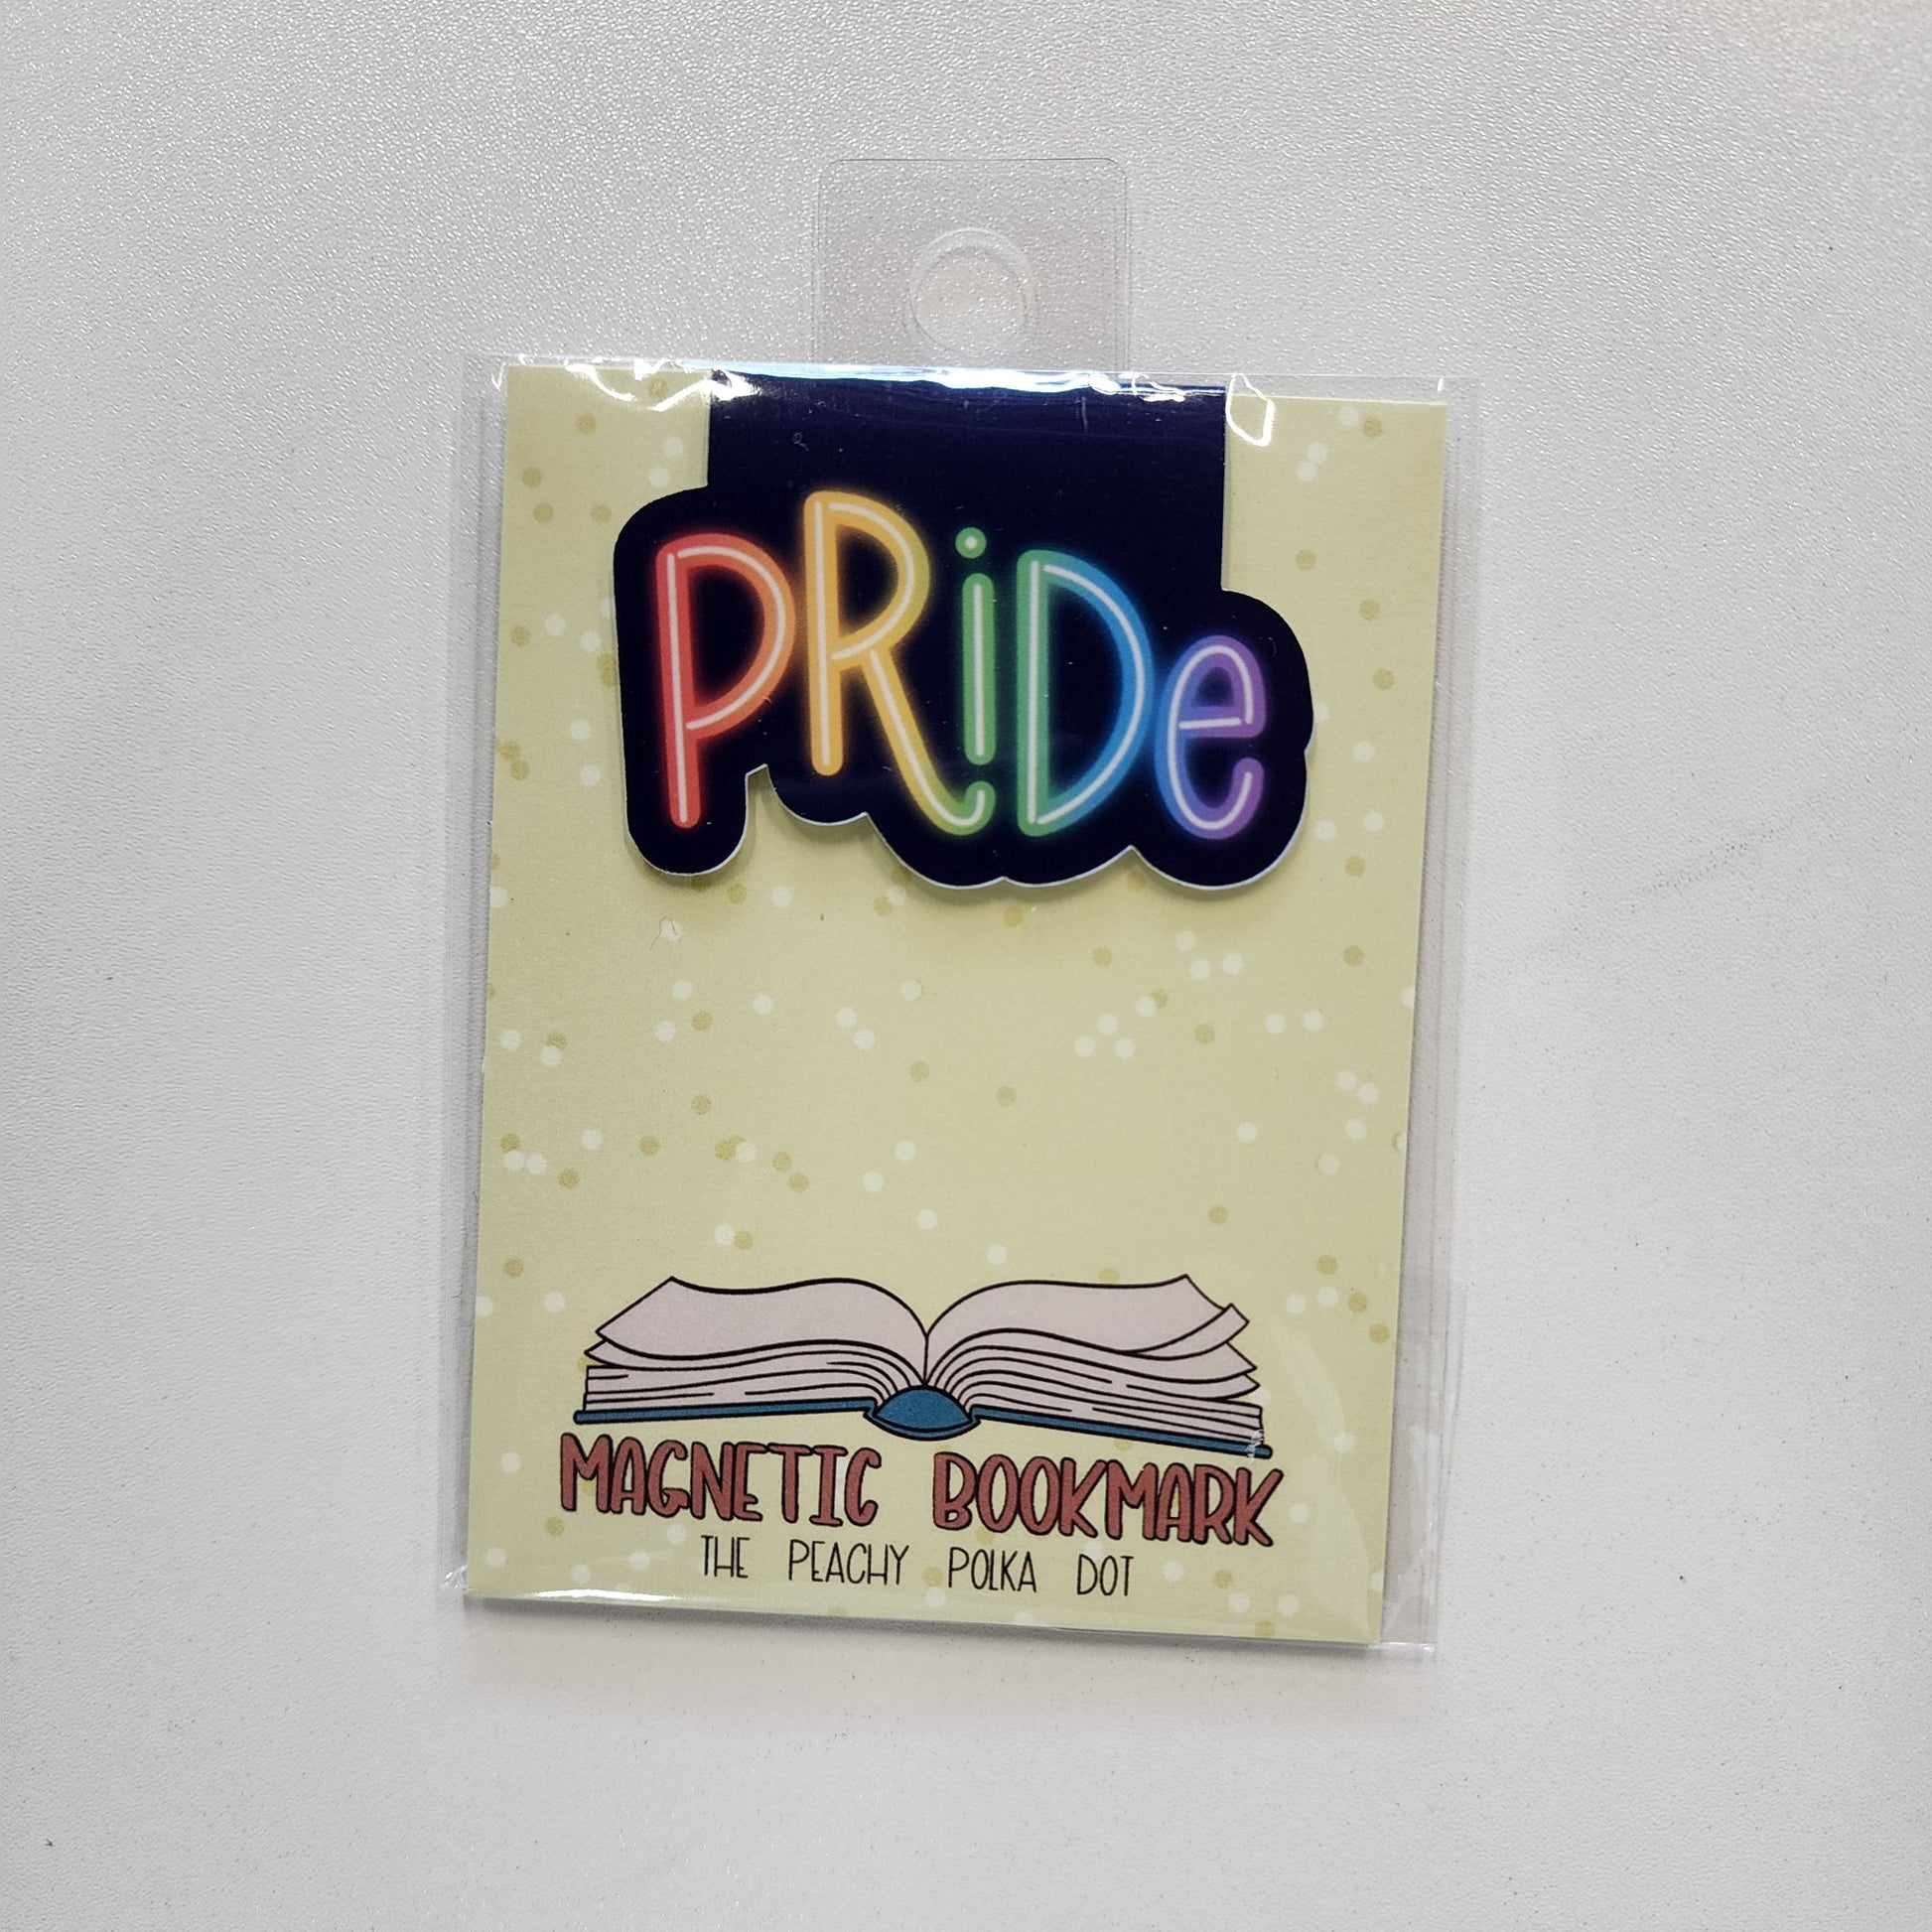 PRiDe
MAGNETIC BOOKMARK
THE PEACHY POLKA DOT